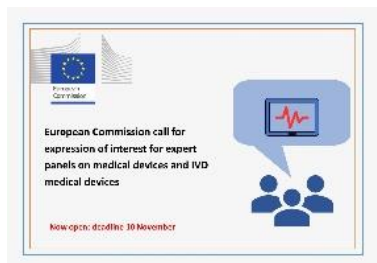 European
Commission
European Commission call for
expression of interest for expert
panels on medical devices and IVD
medical devices
Now open: deadline 10 November